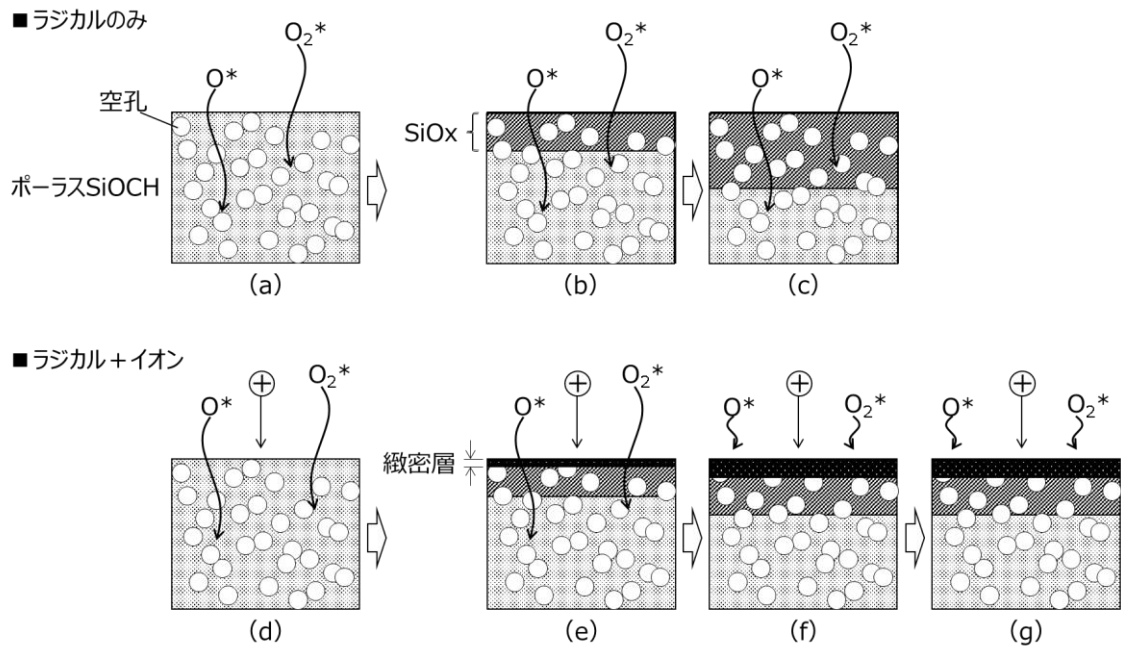 ■ ラジカルのみ
O* O₂*
空孔
ポーラスSiOCH
(a)
O* O₂*
SiOx
(b)
O* O₂*
(c)
■ ラジカル + イオン
+
O* O₂*
(d)
+
O* O₂*
緻密層
(e)
+
O* O₂*
(f)
+
O* O₂*
(g)